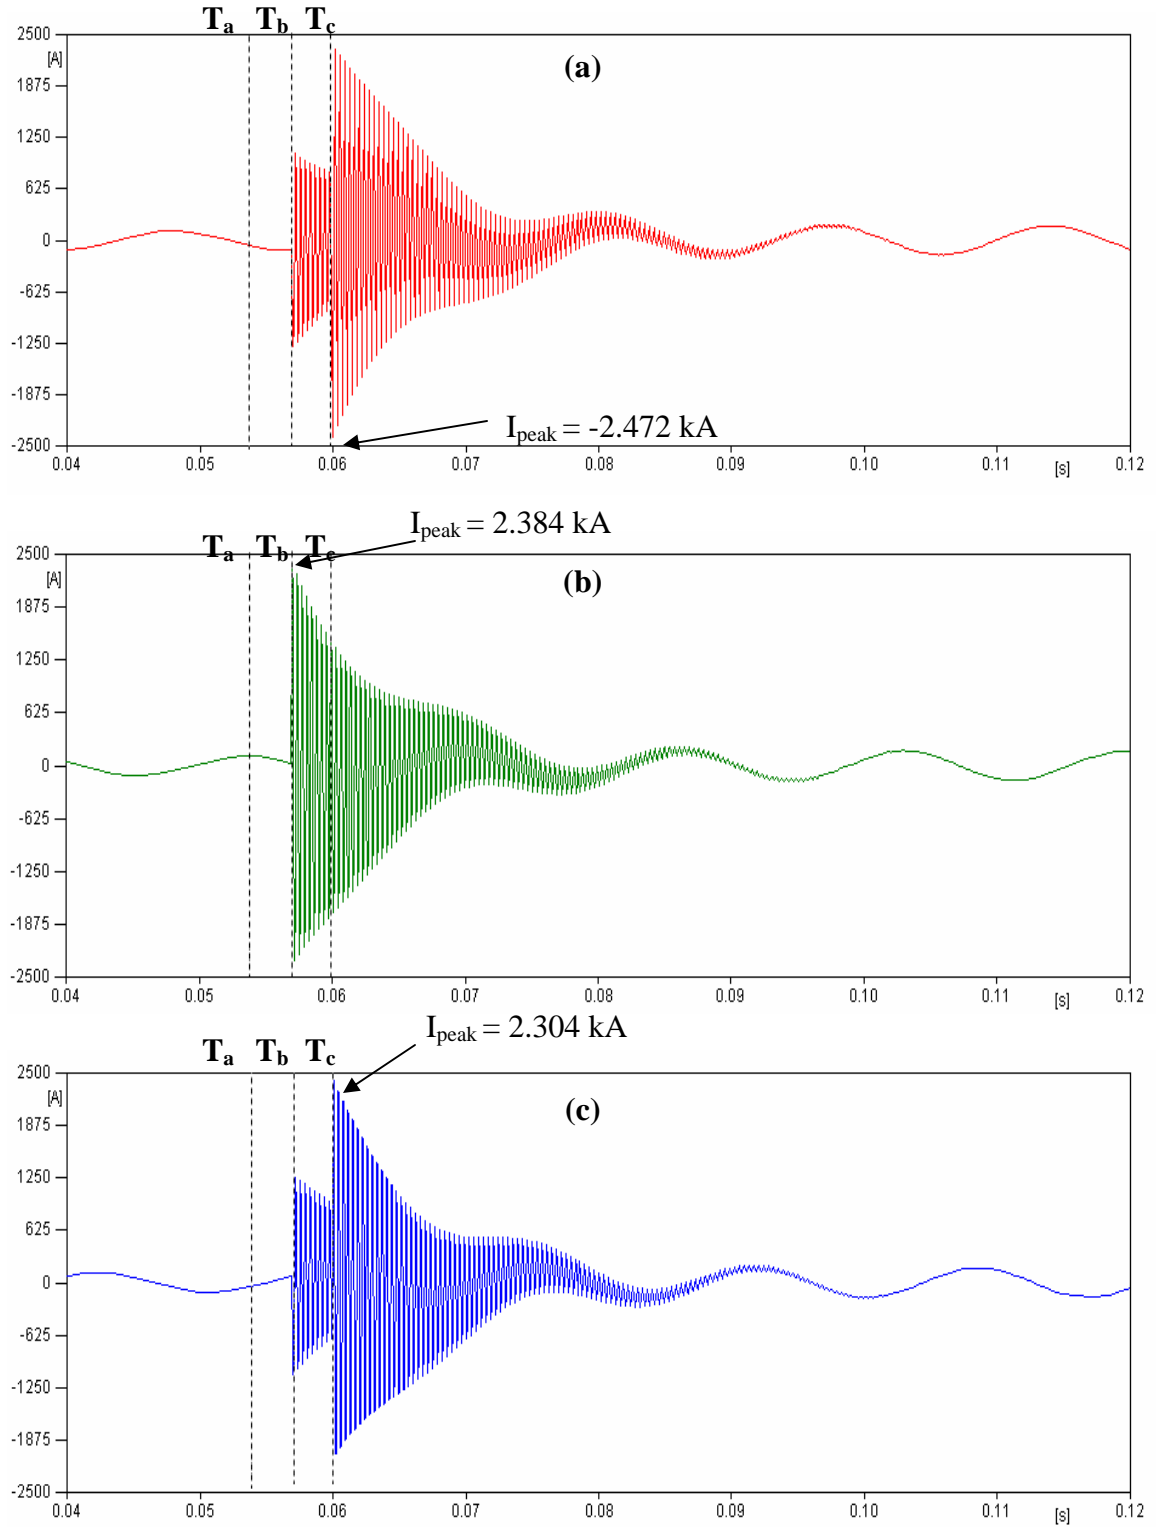 Ta Tb Tc
2500
[A]
(a)
1875
1250
625
0
-625
-1250
-1875
Ipeak = -2.472 kA
-2500
0.04 0.05 0.06 0.07 0.08 0.09 0.10 0.11 [s] 0.12
Ipeak = 2.384 kA
Ta Tb Tc
2500
[A]
(b)
1875
1250
625
0
-625
-1250
-1875
-2500
0.04 0.05 0.06 0.07 0.08 0.09 0.10 0.11 [s] 0.12
Ipeak = 2.304 kA
Ta Tb Tc
2500
[A]
(c)
1875
1250
625
0
-625
-1250
-1875
-2500
0.04 0.05 0.06 0.07 0.08 0.09 0.10 0.11 [s] 0.12